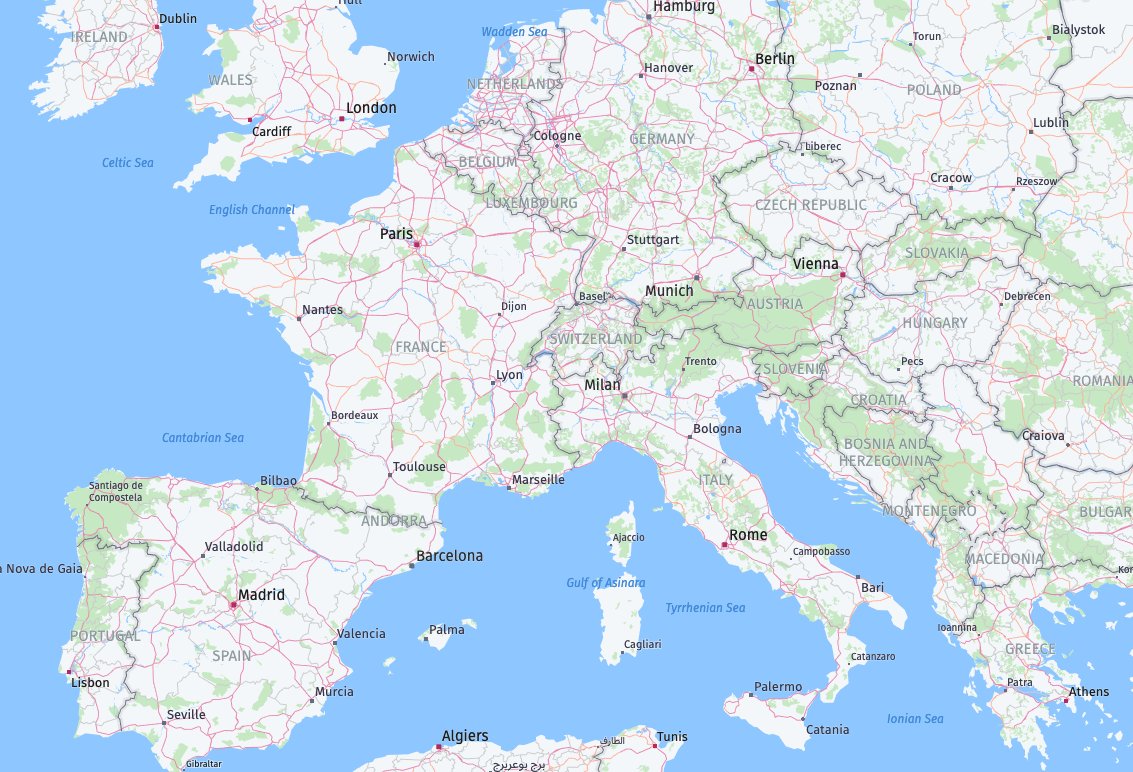 Hull
Hamburg
Dublin
IRELAND
Wadden Sea
Bialystok
Torun
Norwich
Berlin
Hanover
WALES
NETHERLANDS
Poznan
POLAND
London
Cardiff
Cologne
GERMANY
Lublin
Liberec
Celtic Sea
BELGIUM
Cracow
Rzeszow
LUXEMBOURG
CZECH REPUBLIC
English Channel
Paris
Stuttgart
SLOVAKIA
Vienna
Munich
Basel
Debrecen
AUSTRIA
Nantes
Dijon
HUNGARY
SWITZERLAND
FRANCE
Trento
Pecs
SLOVENIA
Lyon
ROMANIA
Milan
CROATIA
Bordeaux
Bologna
Craiova
Cantabrian Sea
BOSNIA AND
HERZEGOVINA
Toulouse
Marseille
ITALY
Bilbao
Santiago de
Compostela
ANDORRA
MONTENEGRO
BULGAR
Rome
Ajaccio
Valladolid
Barcelona
Campobasso
MACEDONIA
a Nova de Gaia
Kor
Gulf of Asinara
Bari
Madrid
Tyrrhenian Sea
Palma
Valencia
Ioannina
PORTUGAL
SPAIN
Cagliari
Catanzaro
GREECE
Lisbon
Murcia
Palermo
Patra
Athens
Seville
Ionian Sea
Catania
Algiers
Tunis
الطارف
Gibraltar
برج بوعريريج